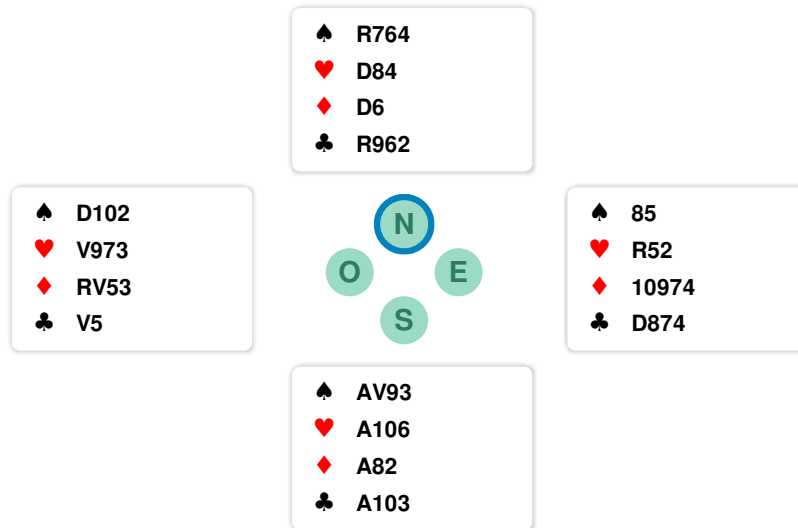 ♠ R764
♥ D84
♦ D6
♣ R962
♠ D102
♥ V973
♦ RV53
♣ V5
N
O
E
S
♠ 85
♥ R52
♦ 10974
♣ D874
♠ AV93
♥ A106
♦ A82
♣ A103